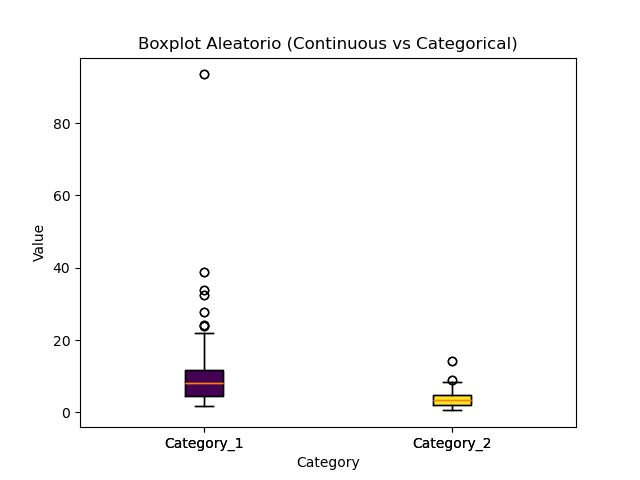 Boxplot Aleatorio (Continuous vs Categorical)
80
60
40
20
0
Value
Category_1
Category_2
Category